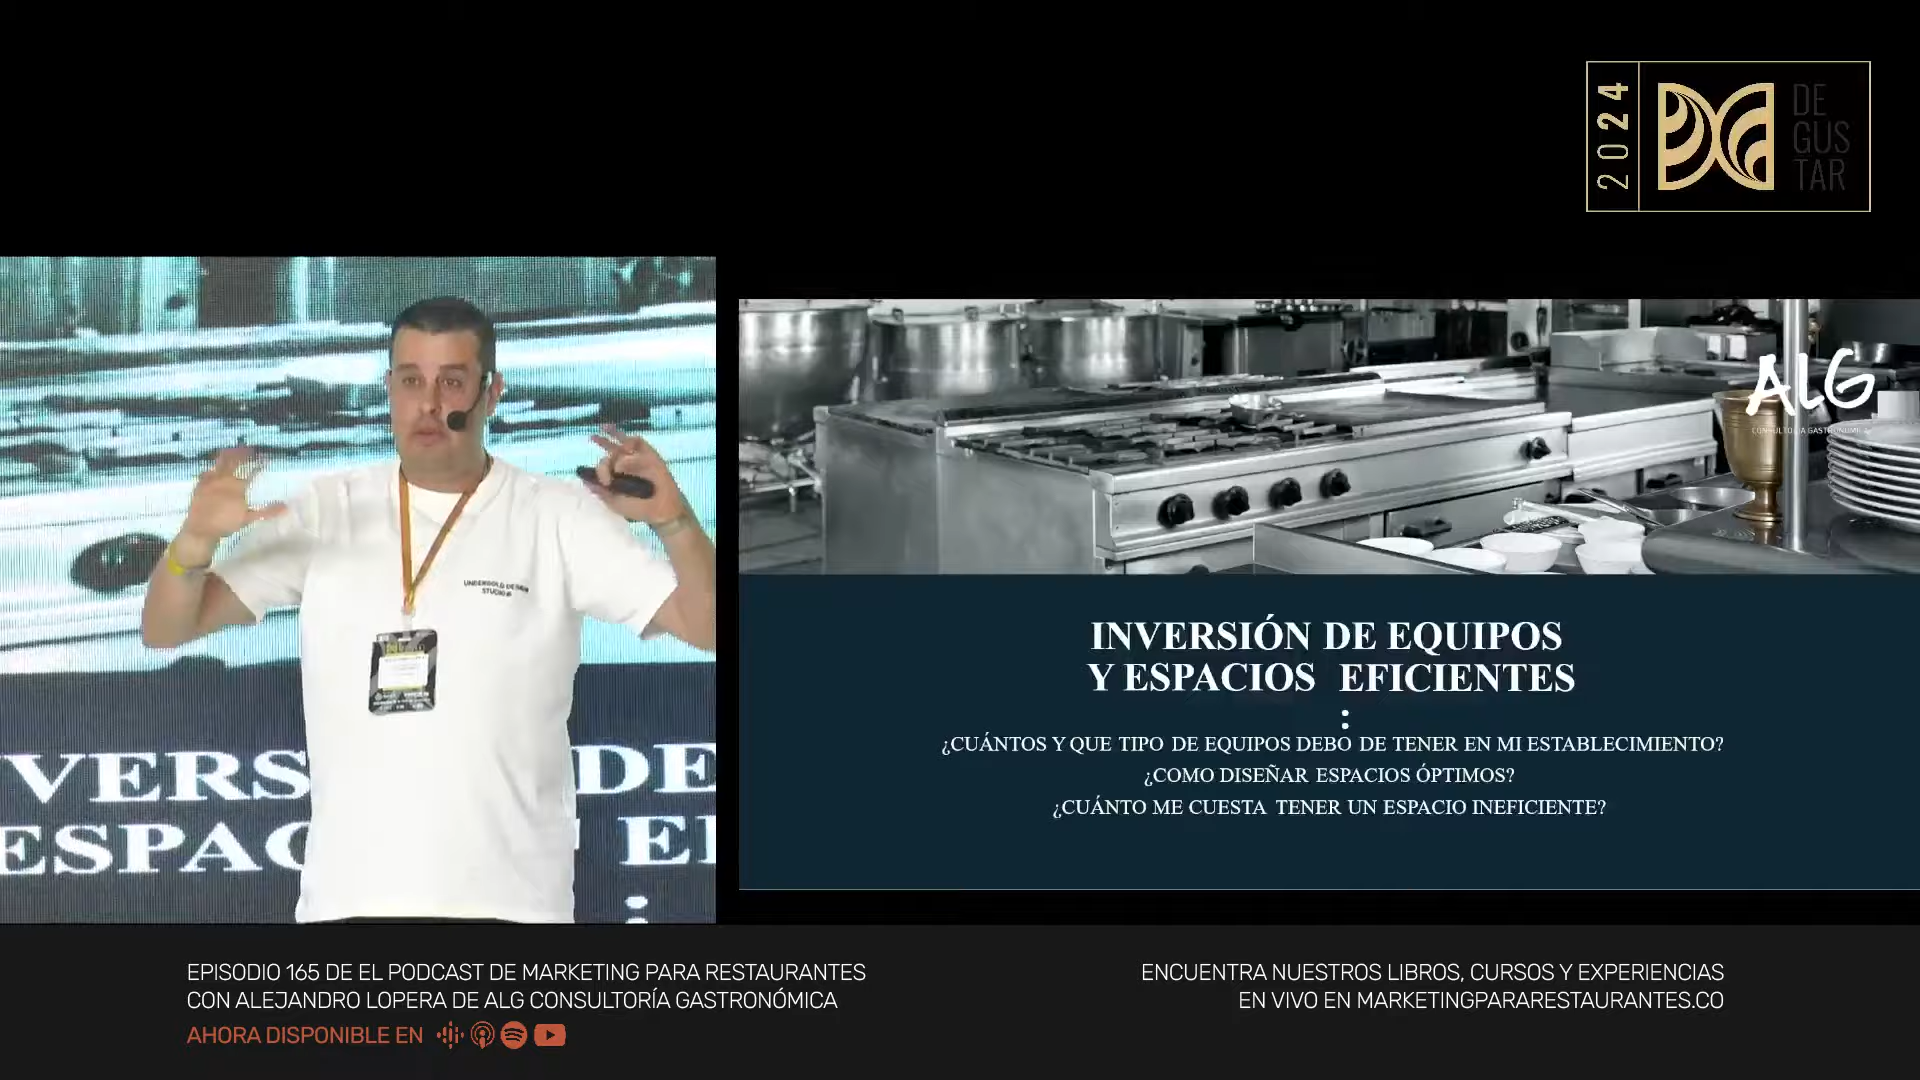 2024
DE
GUS
TAR
ALG
CONSULTORÍA GASTRONÓMICA
INVERSIÓN DE EQUIPOS
Y ESPACIOS EFICIENTES
:
¿CUÁNTOS Y QUE TIPO DE EQUIPOS DEBO DE TENER EN MI ESTABLECIMIENTO?
¿COMO DISEÑAR ESPACIOS ÓPTIMOS?
¿CUÁNTO ME CUESTA TENER UN ESPACIO INEFICIENTE?
STUDIO
VERS DE
ESPAC
:
EPISODIO 165 DE EL PODCAST DE MARKETING PARA RESTAURANTES
CON ALEJANDRO LOPERA DE ALG CONSULTORÍA GASTRONÓMICA
AHORA DISPONIBLE EN
ENCUENTRA NUESTROS LIBROS, CURSOS Y EXPERIENCIAS
EN VIVO EN MARKETINGPARARESTAURANTES.CO